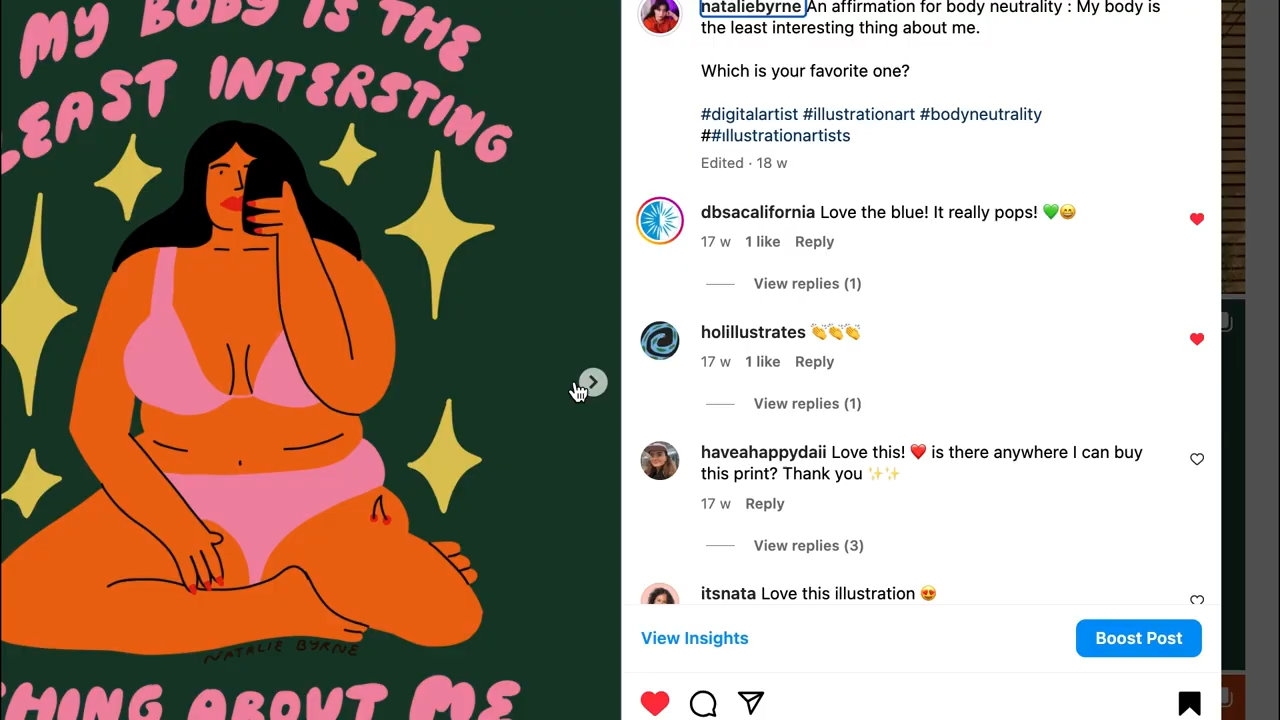 MY BODY IS THE
LEAST INTERSTING
NATALIE BYRNE
THING ABOUT ME
nataliebyrne An affirmation for body neutrality : My body is
the least interesting thing about me.
Which is your favorite one?
#digitalartist #illustrationart #bodyneutrality
##illustrationartists
Edited · 18 w
dbsacalifornia Love the blue! It really pops! 💚😄
17 w 1 like Reply
View replies (1)
holillustrates 👏👏👏
17 w 1 like Reply
View replies (1)
haveahappydaii Love this! ❤️ is there anywhere I can buy
this print? Thank you ✨✨
17 w Reply
View replies (3)
itsnata Love this illustration 😍
View Insights
Boost Post